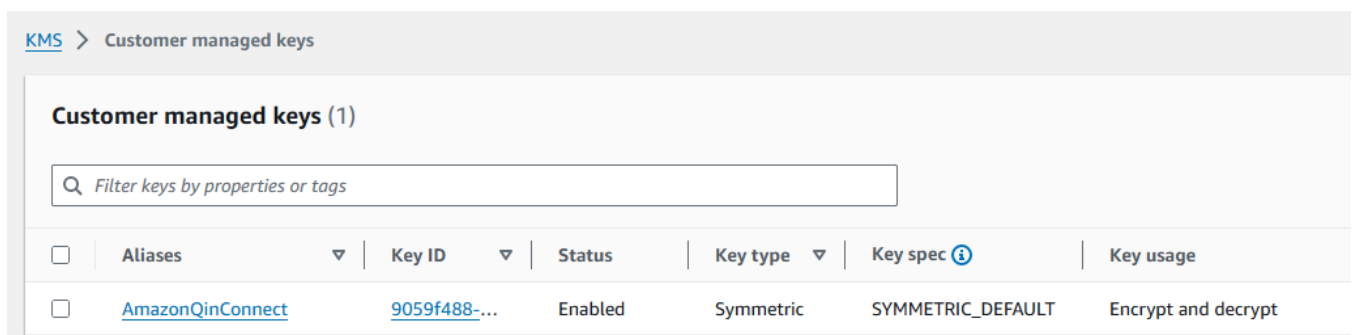 KMS > Customer managed keys
Customer managed keys (1)
Filter keys by properties or tags
Aliases Key ID Status Key type Key spec Key usage
AmazonQinConnect 9059f488-... Enabled Symmetric SYMMETRIC_DEFAULT Encrypt and decrypt